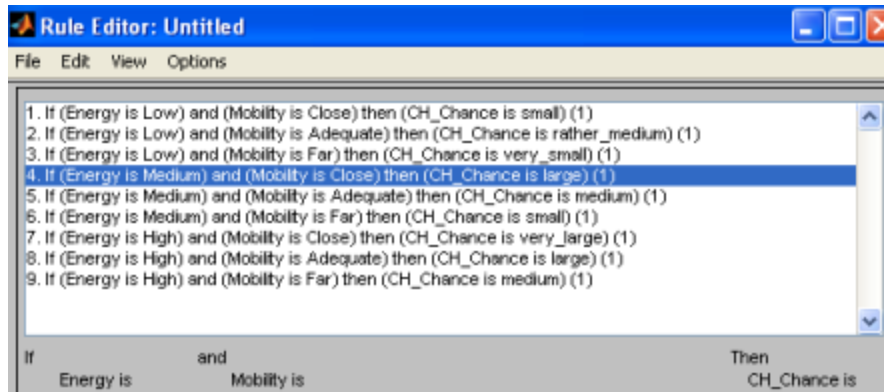 Rule Editor: Untitled
File Edit View Options
1. If (Energy is Low) and (Mobility is Close) then (CH_Chance is small) (1)
2. If (Energy is Low) and (Mobility is Adequate) then (CH_Chance is rather_medium) (1)
3. If (Energy is Low) and (Mobility is Far) then (CH_Chance is very_small) (1)
4. If (Energy is Medium) and (Mobility is Close) then (CH_Chance is large) (1)
5. If (Energy is Medium) and (Mobility is Adequate) then (CH_Chance is medium) (1)
6. If (Energy is Medium) and (Mobility is Far) then (CH_Chance is small) (1)
7. If (Energy is High) and (Mobility is Close) then (CH_Chance is very_large) (1)
8. If (Energy is High) and (Mobility is Adequate) then (CH_Chance is large) (1)
9. If (Energy is High) and (Mobility is Far) then (CH_Chance is medium) (1)
If and Then
Energy is Mobility is CH_Chance is